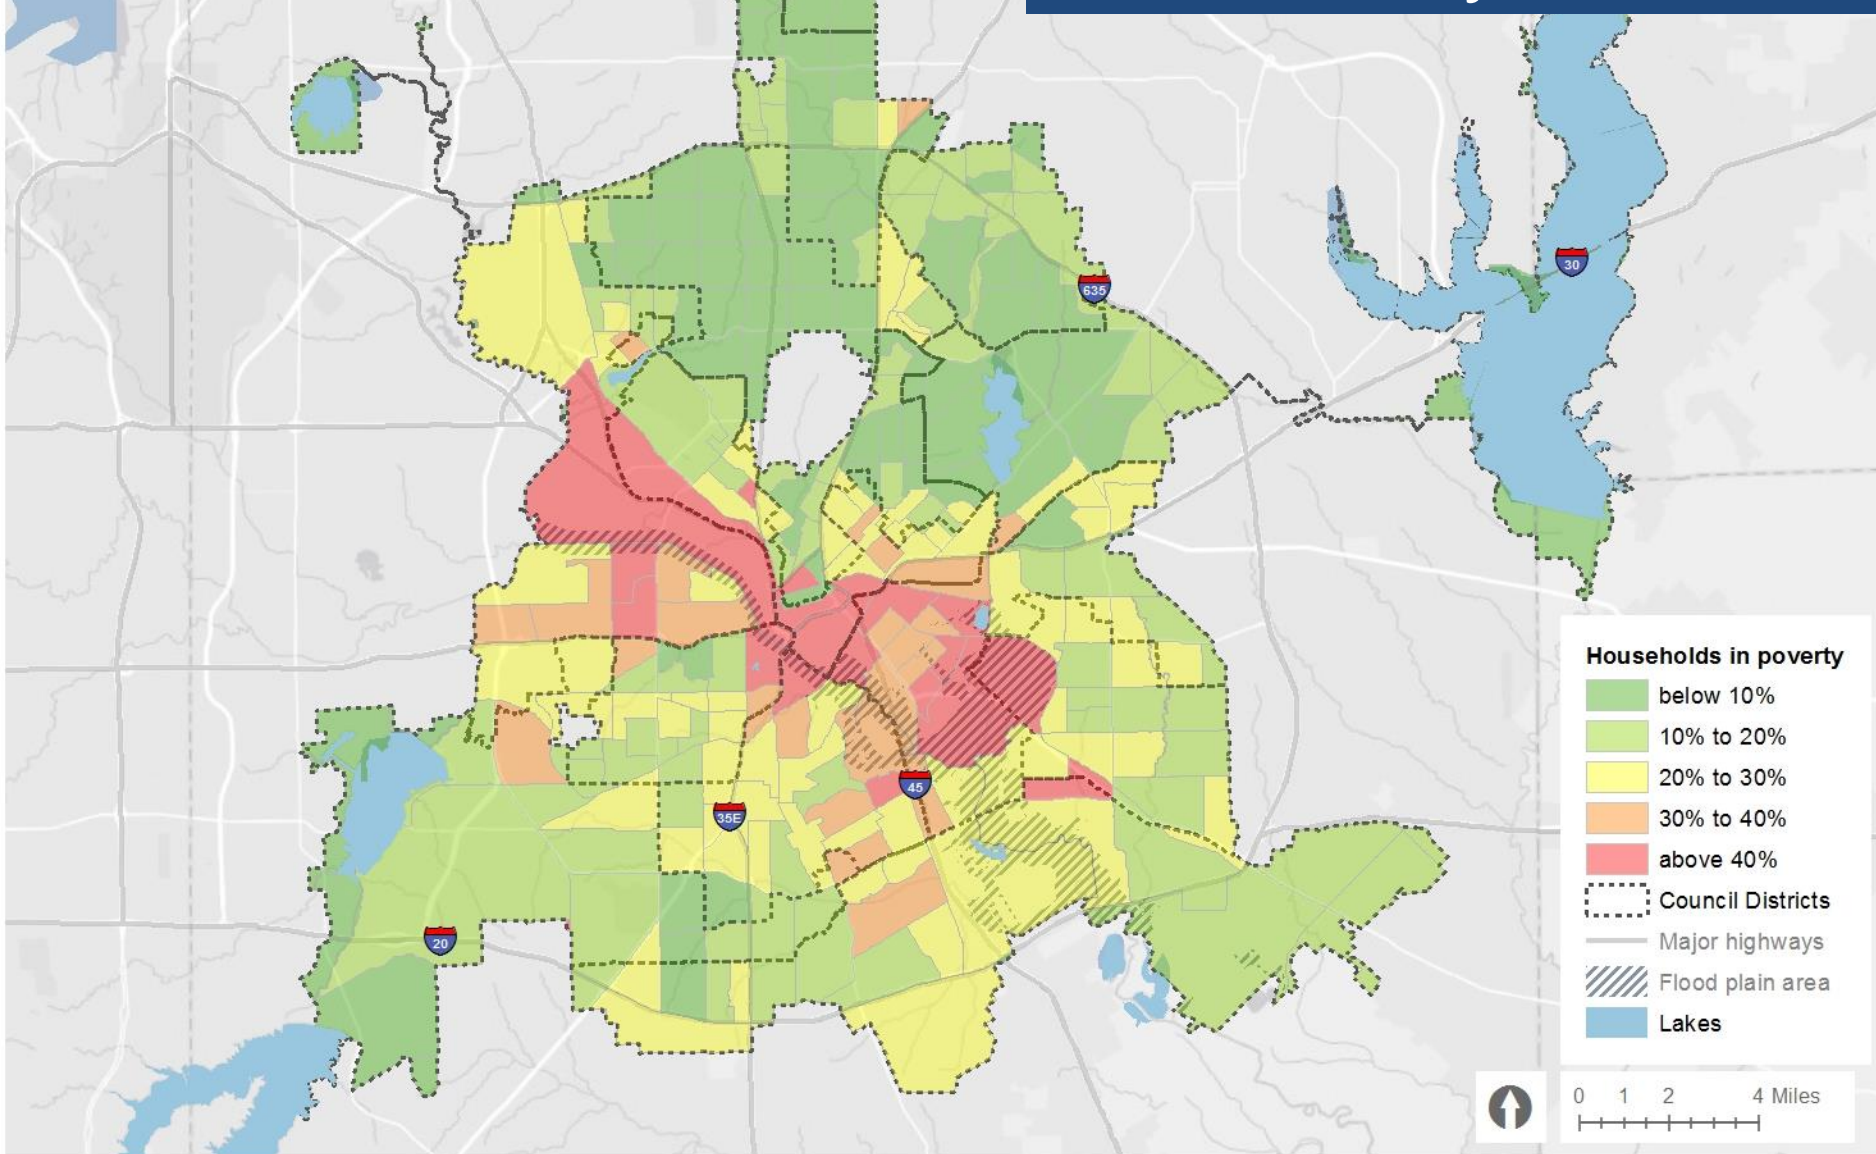 635
30
Households in poverty
below 10%
10% to 20%
20% to 30%
30% to 40%
above 40%
Council Districts
Major highways
Flood plain area
Lakes
45
35E
20
0 1 2 4 Miles